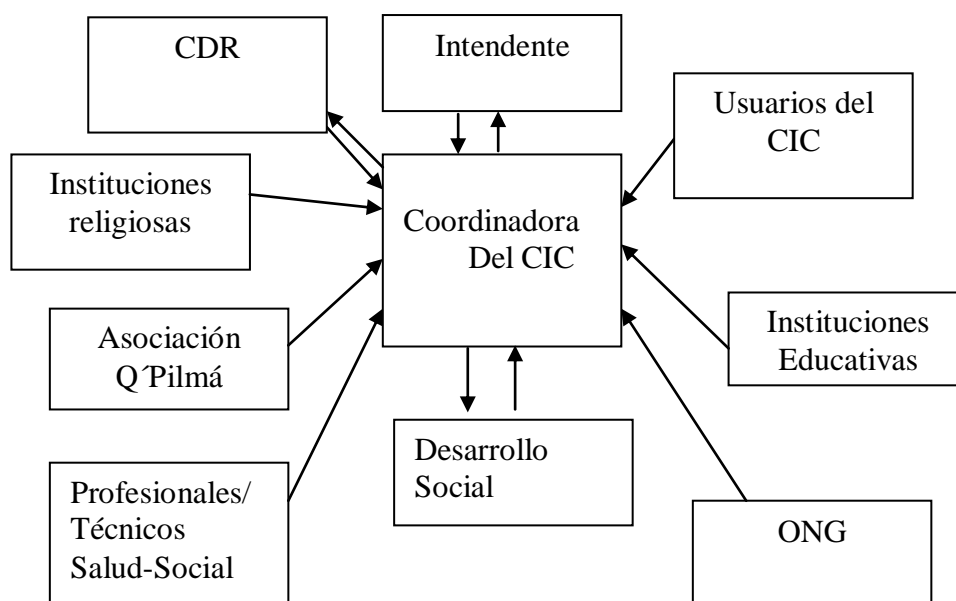 CDR
Intendente
Usuarios del
CIC
Instituciones
religiosas
Coordinadora
Del CIC
Asociación
Q´Pilmá
Instituciones
Educativas
Desarrollo
Social
Profesionales/
Técnicos
Salud-Social
ONG